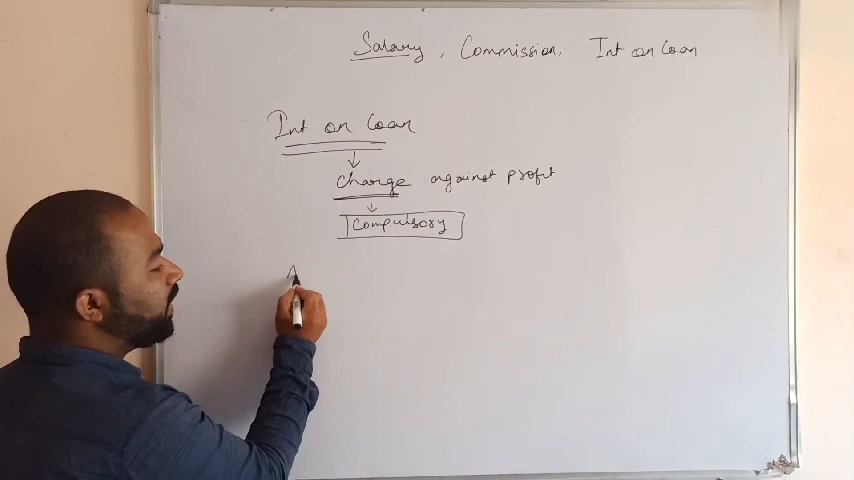 Salary, Commission, Int on Loan
Int on Loan
Charge against profit
Compulsory